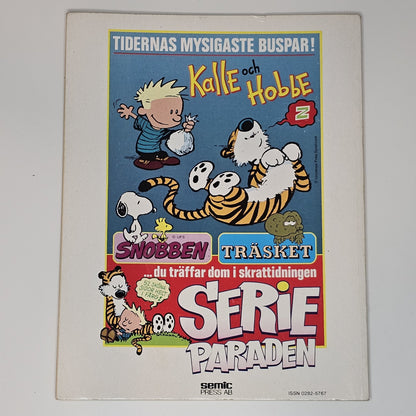 TIDERNAS MYSIGASTE BUSPAR!
Kalle och
Hobbe
Z
© UFS
SNOBBEN
TRÄSKET
...du träffar dom i skrattidningen
SERIE
PARADEN
semic
PRESS AB
ISSN 0282-5767